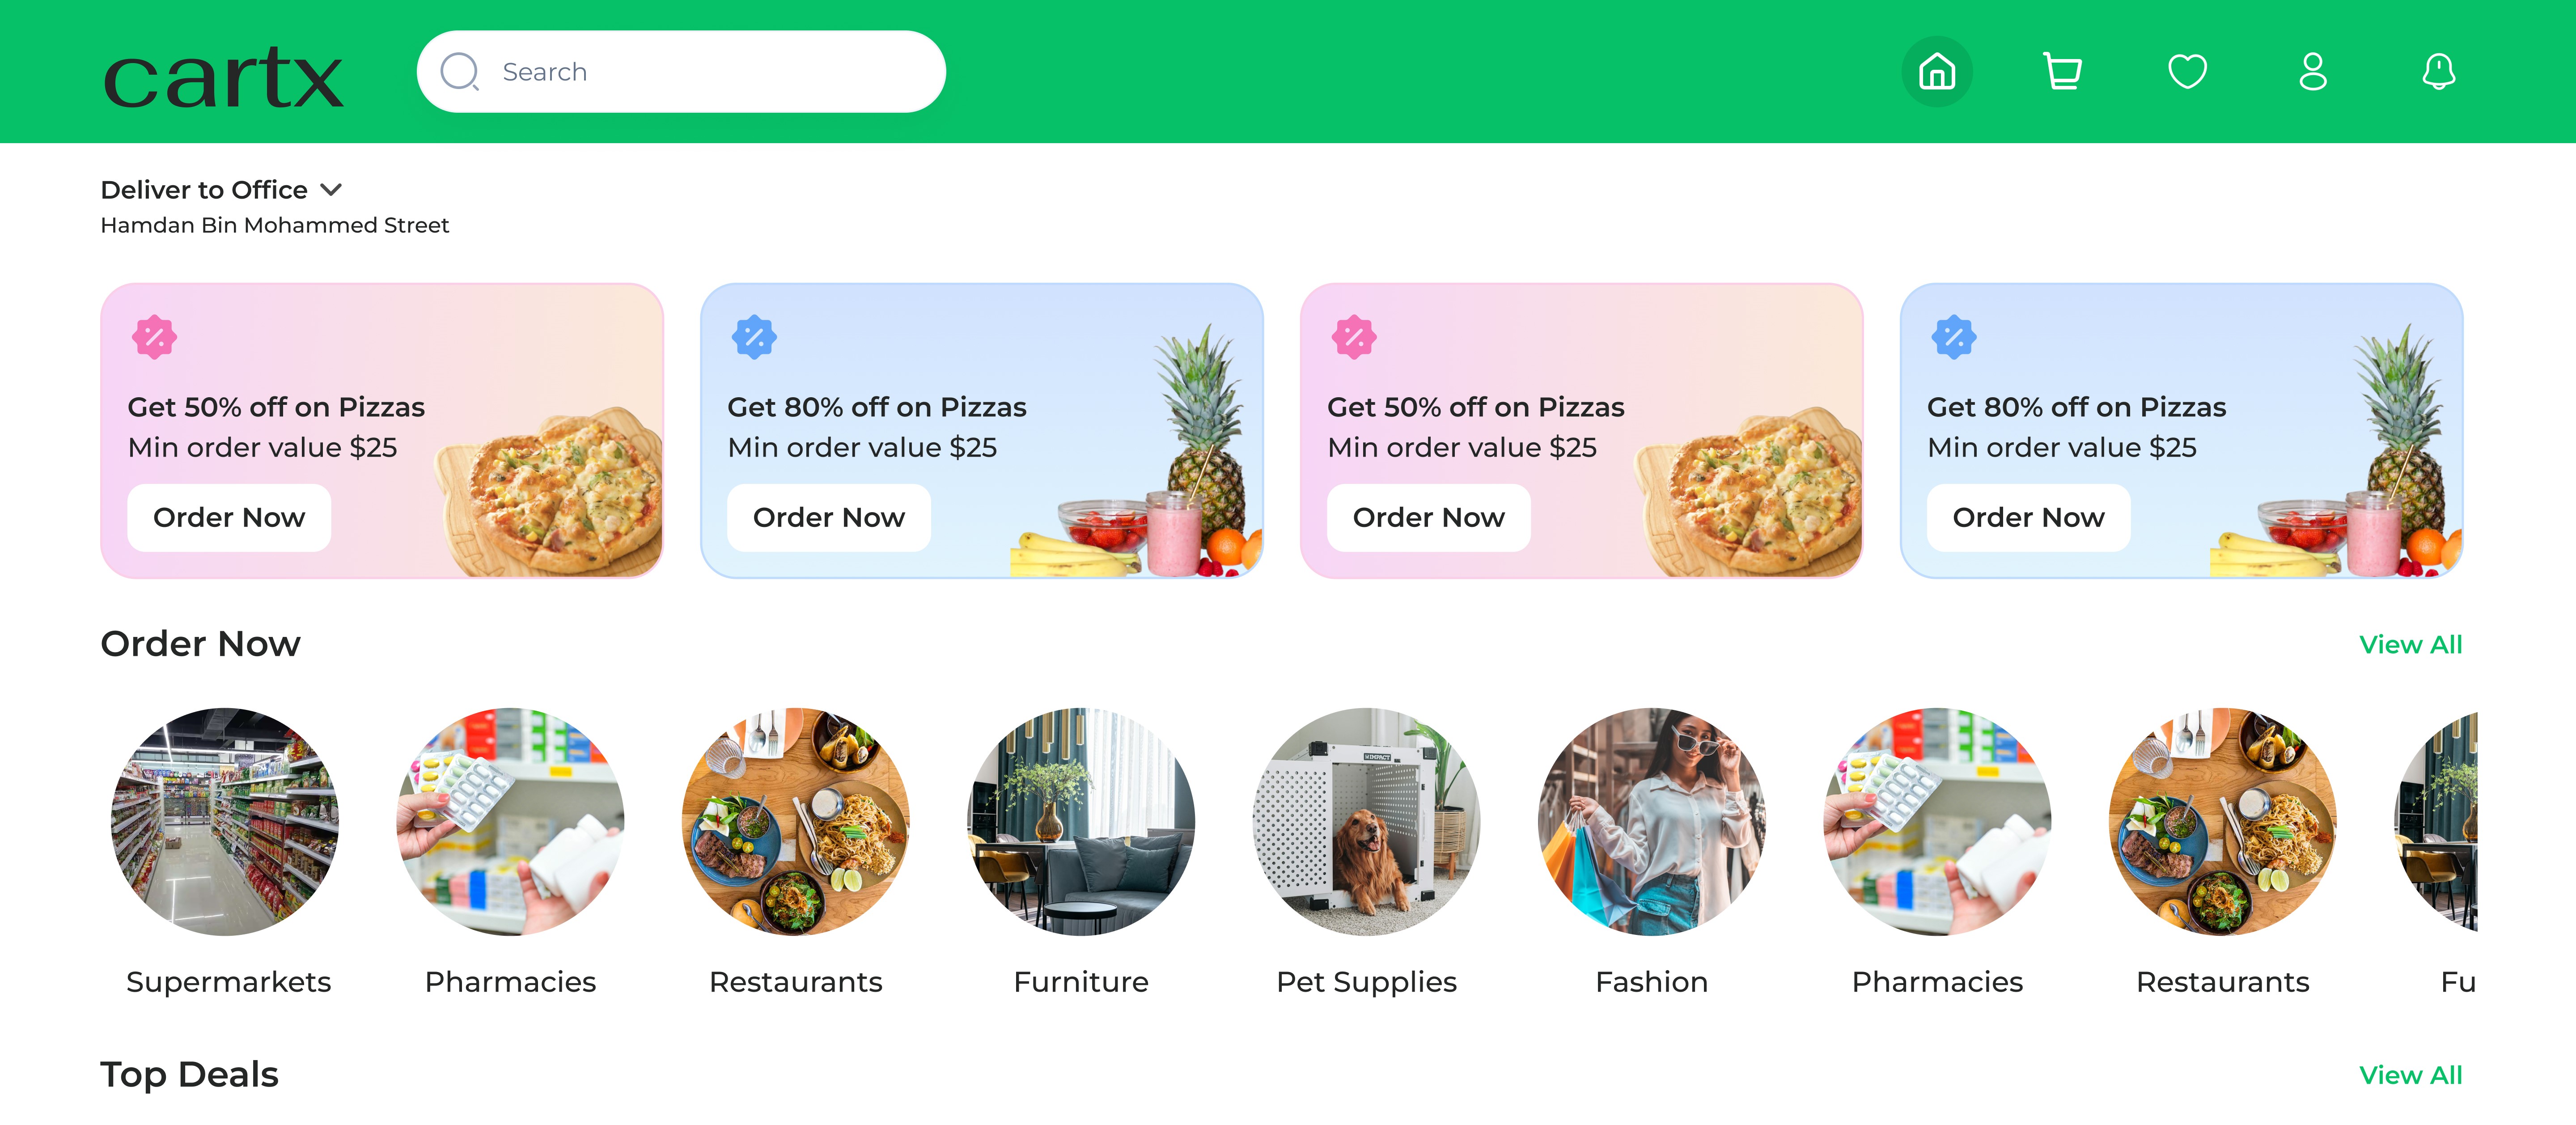 cartx
Search
Deliver to Office
Hamdan Bin Mohammed Street
Get 50% off on Pizzas
Min order value $25
Order Now
Get 80% off on Pizzas
Min order value $25
Order Now
Get 50% off on Pizzas
Min order value $25
Order Now
Get 80% off on Pizzas
Min order value $25
Order Now
Order Now
View All
IMPACT
Supermarkets
Pharmacies
Restaurants
Furniture
Pet Supplies
Fashion
Pharmacies
Restaurants
Fu
Top Deals
View All